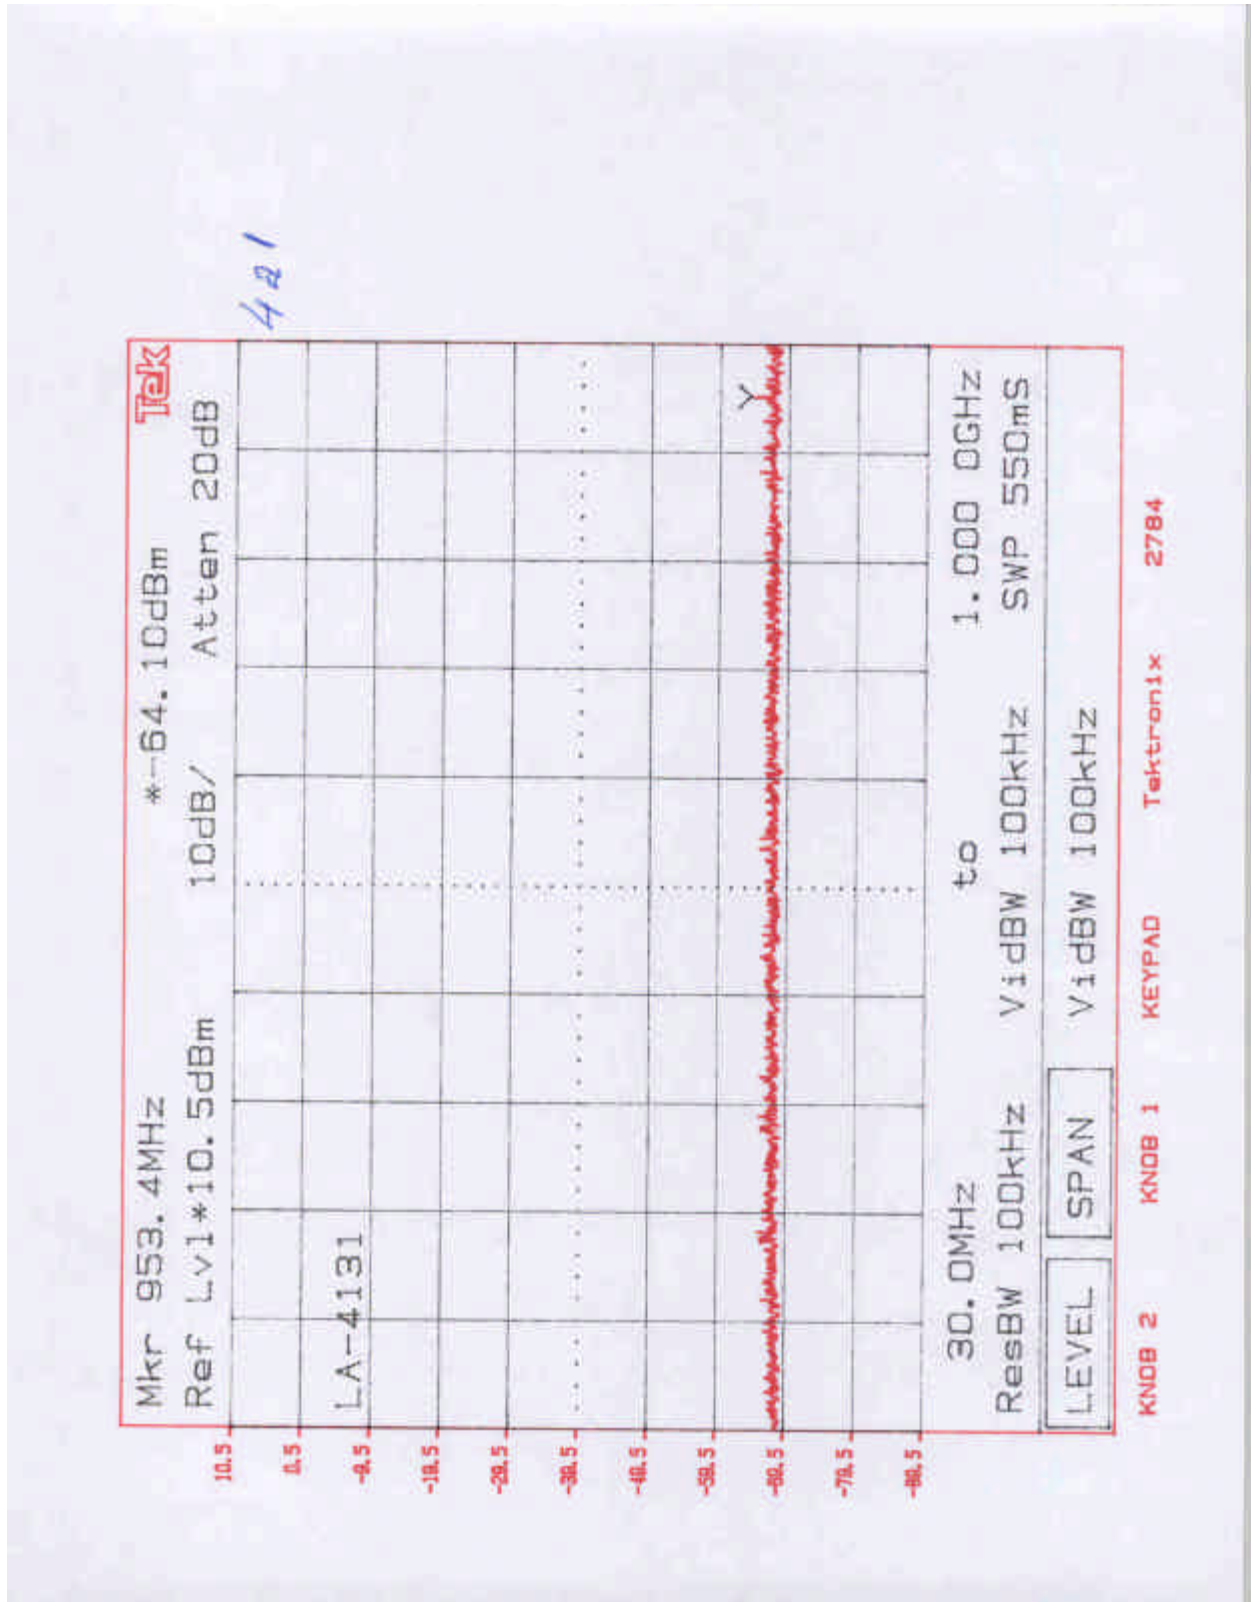 Mkr 953.4MHz *-64.10dBm Tek
Ref Lvl*10.5dBm 10dB/ Atten 20dB
421
10.5
0.5
-9.5
LA-4131
-19.5
-29.5
-39.5
-49.5
-59.5
-69.5
-79.5
-89.5
30.0MHz to 1.000 0GHz
ResBW 100kHz VidBW 100kHz SWP 550mS
LEVEL SPAN VidBW 100kHz
KNOB 2 KNOB 1 KEYPAD Tektronix 2784